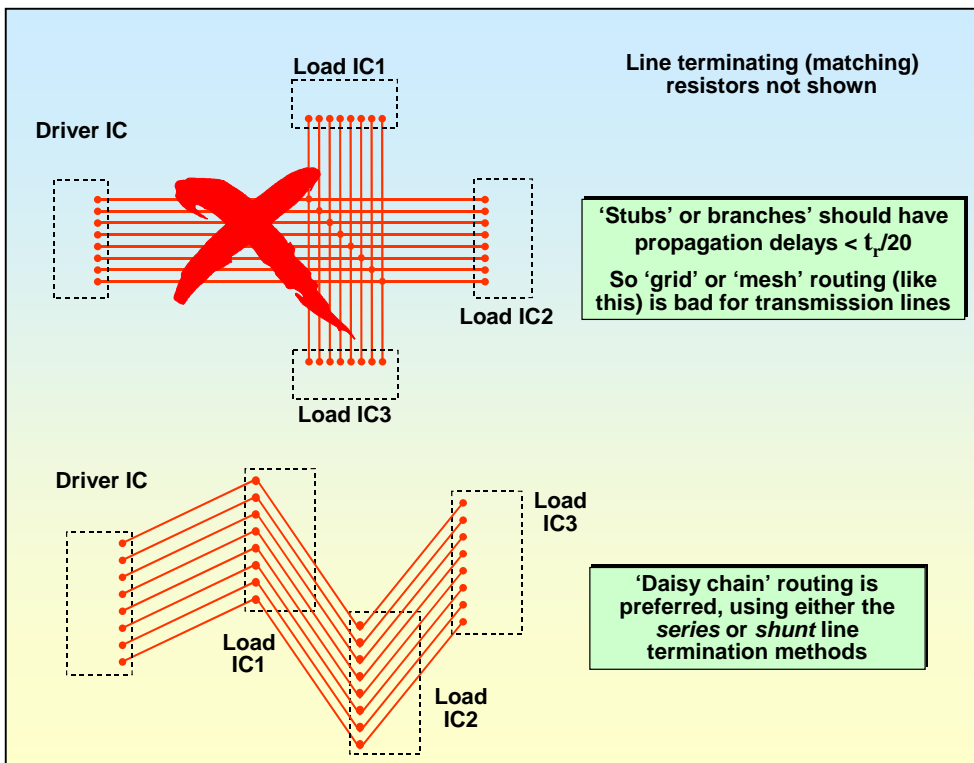 Load IC1
Line terminating (matching)
resistors not shown
Driver IC
‘Stubs’ or branches’ should have
propagation delays < tr/20
So ‘grid’ or ‘mesh’ routing (like
this) is bad for transmission lines
Load IC2
Load IC3
Driver IC
Load
IC3
‘Daisy chain’ routing is
preferred, using either the
series or shunt line
termination methods
Load
IC1
Load
IC2